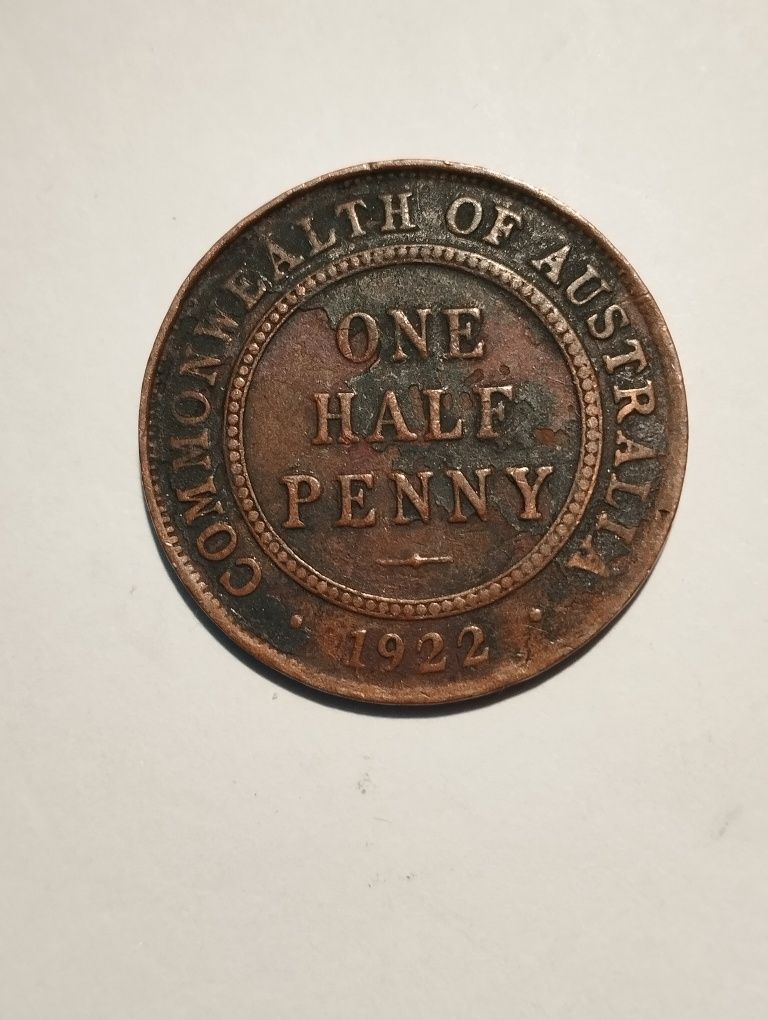 COMMONWEALTH OF AUSTRALIA
ONE
HALF
PENNY
1922